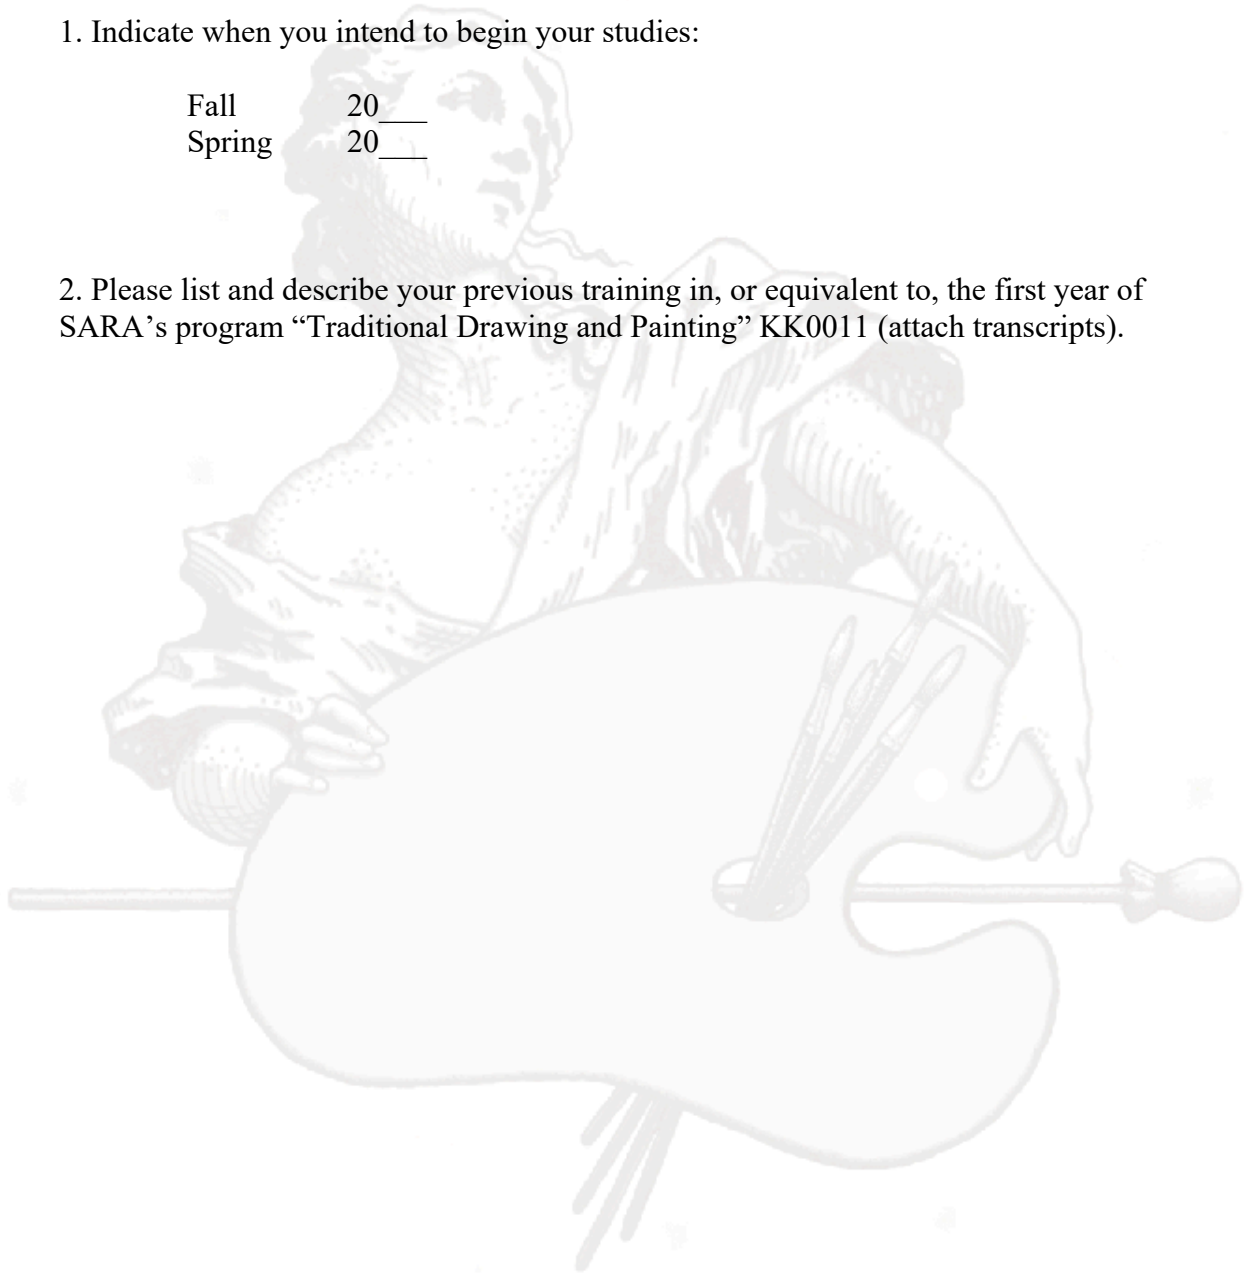 1. Indicate when you intend to begin your studies:
Fall 20___
Spring 20___
2. Please list and describe your previous training in, or equivalent to, the first year of
SARA’s program “Traditional Drawing and Painting” KK0011 (attach transcripts).